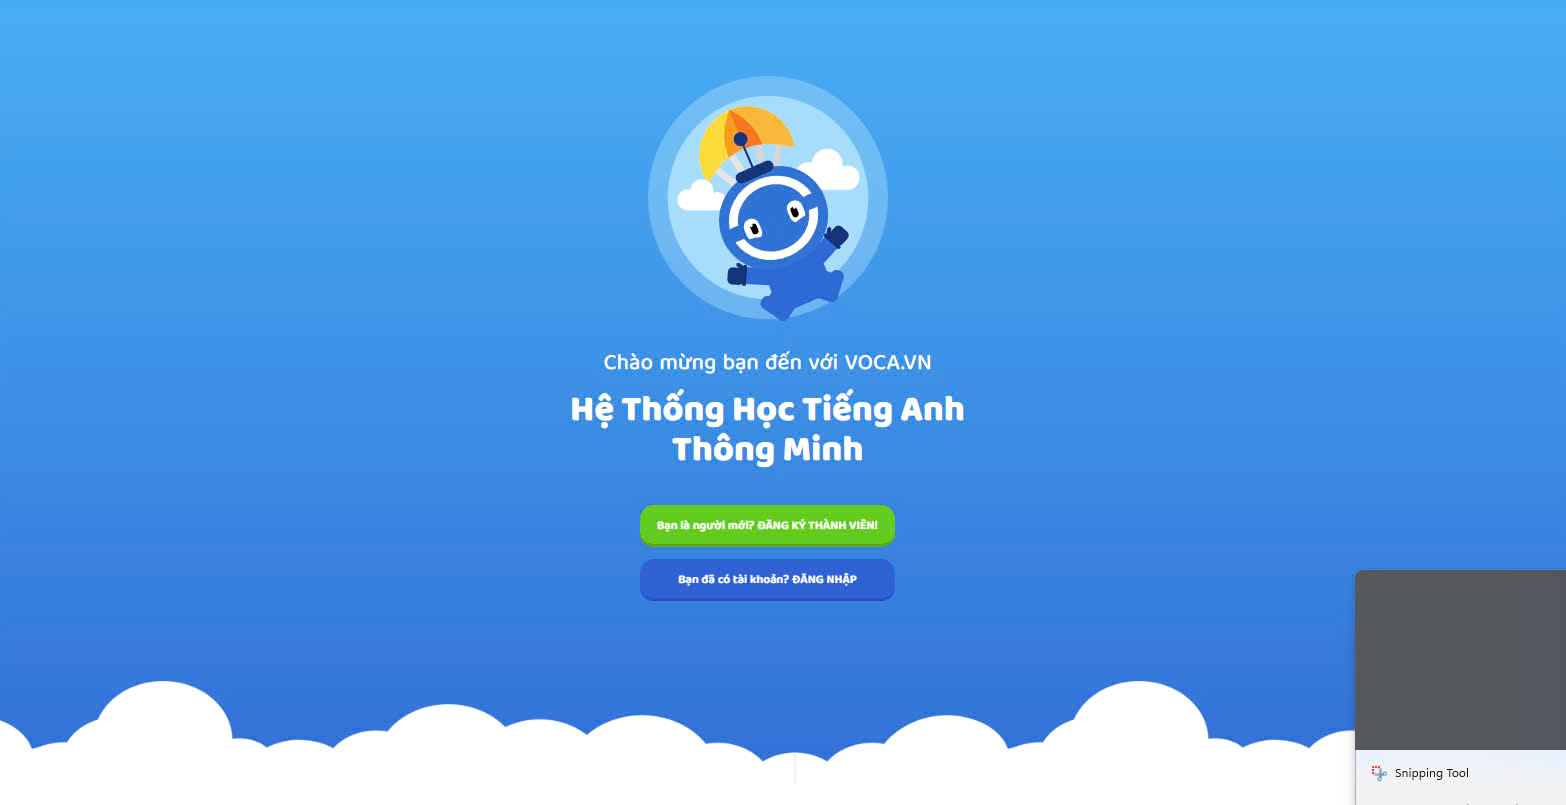 Chào mừng bạn đến với VOCA.VN
Hệ Thống Học Tiếng Anh
Thông Minh
Bạn là người mới? ĐĂNG KÝ THÀNH VIÊN!
Bạn đã có tài khoản? ĐĂNG NHẬP
Snipping Tool